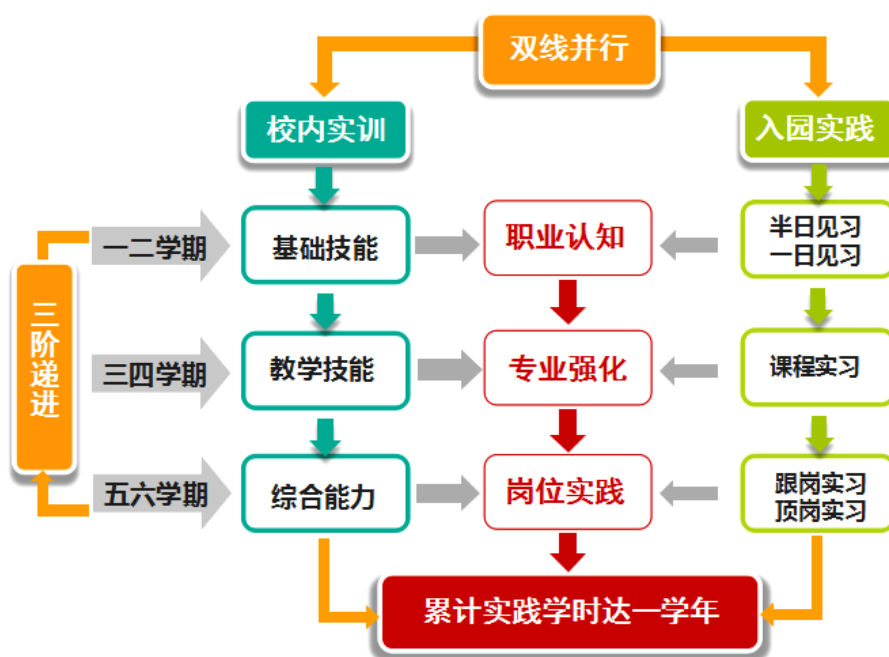 双线并行
校内实训
入园实践
三阶递进
一二学期
基础技能
职业认知
半日见习
一日见习
三四学期
教学技能
专业强化
课程实习
五六学期
综合能力
岗位实践
跟岗实习
顶岗实习
累计实践学时达一学年